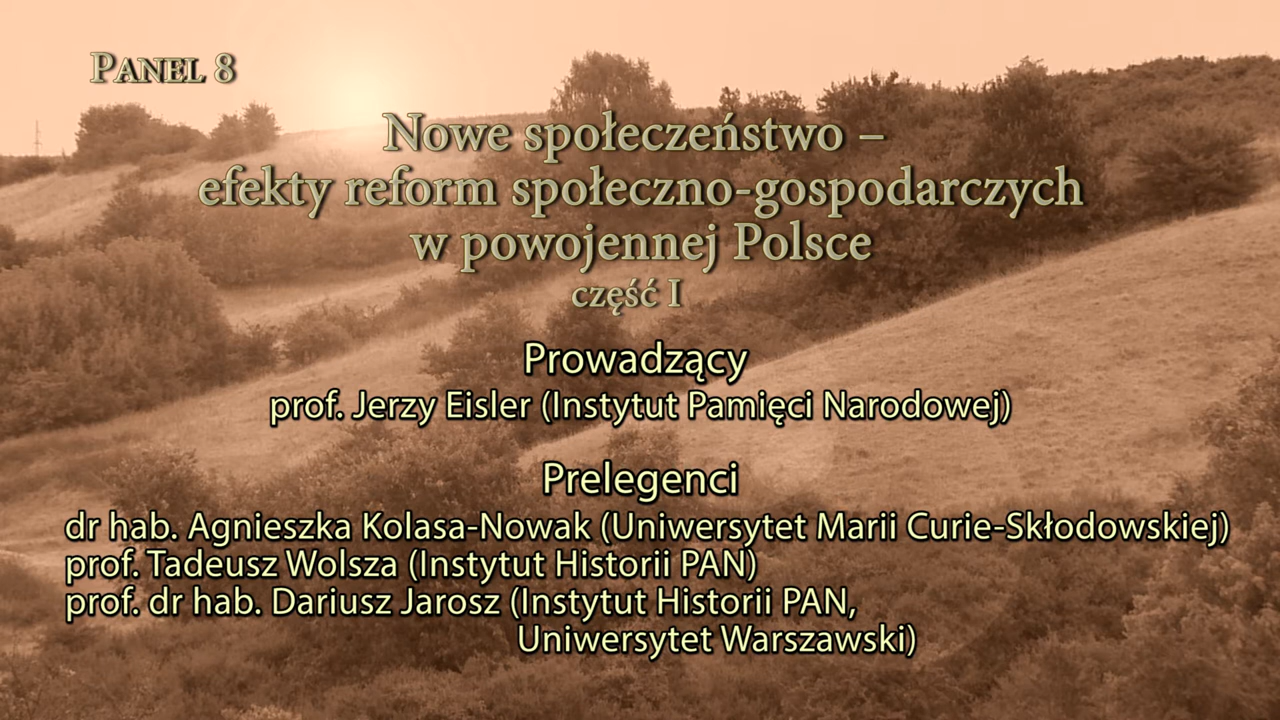 Panel 8
Nowe społeczeństwo –
efekty reform społeczno-gospodarczych
w powojennej Polsce
część I
Prowadzący
prof. Jerzy Eisler (Instytut Pamięci Narodowej)
Prelegenci
dr hab. Agnieszka Kolasa-Nowak (Uniwersytet Marii Curie-Skłodowskiej)
prof. Tadeusz Wolsza (Instytut Historii PAN)
prof. dr hab. Dariusz Jarosz (Instytut Historii PAN,
Uniwersytet Warszawski)